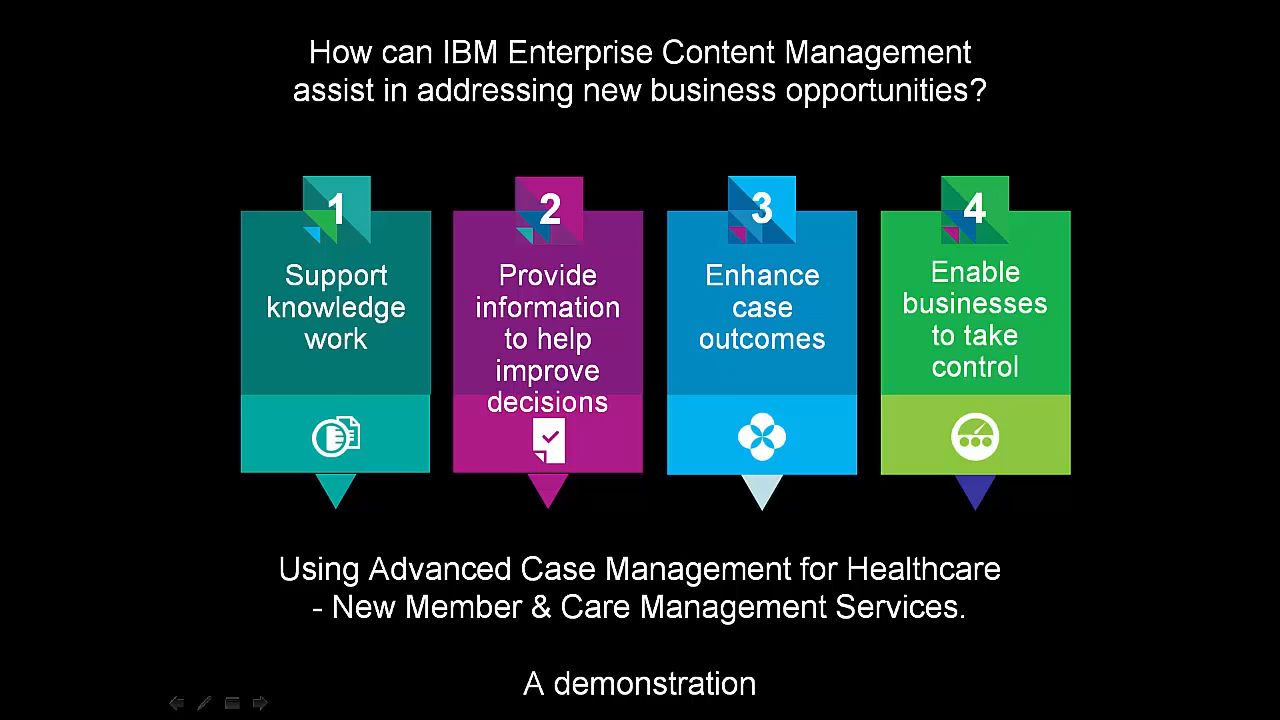 How can IBM Enterprise Content Management
assist in addressing new business opportunities?
1
Support
knowledge
work
2
Provide
information
to help
improve
decisions
3
Enhance
case
outcomes
4
Enable
businesses
to take
control
Using Advanced Case Management for Healthcare
- New Member & Care Management Services.
A demonstration